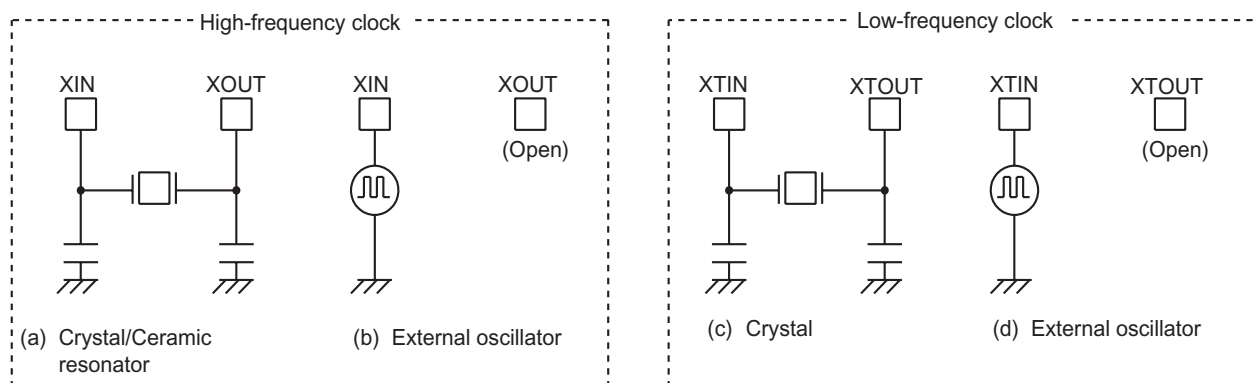 High-frequency clock
XIN XOUT XIN XOUT
(Open)
(a) Crystal/Ceramic
resonator
(b) External oscillator
Low-frequency clock
XTIN XTOUT XTIN XTOUT
(Open)
(c) Crystal
(d) External oscillator